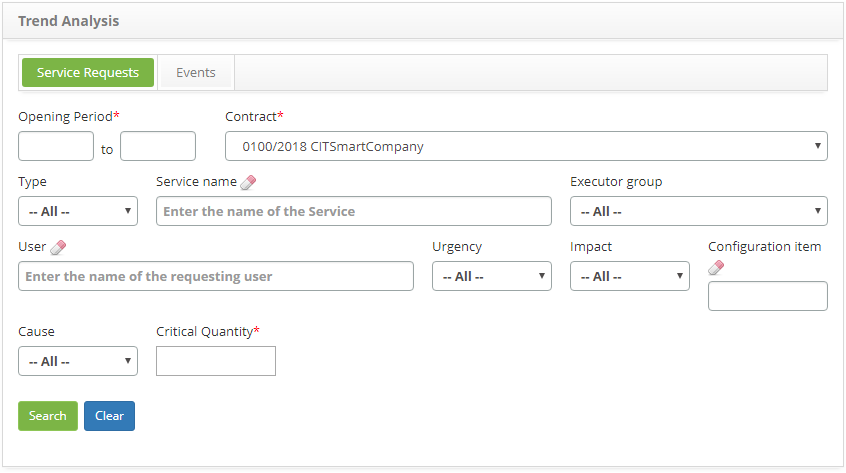 Trend Analysis
Service Requests Events
Opening Period* Contract*
to 0100/2018 CITSmartCompany
Type Service name Executor group
-- All -- Enter the name of the Service -- All --
User Urgency Impact Configuration item
Enter the name of the requesting user -- All -- -- All --
Cause Critical Quantity*
-- All --
Search Clear